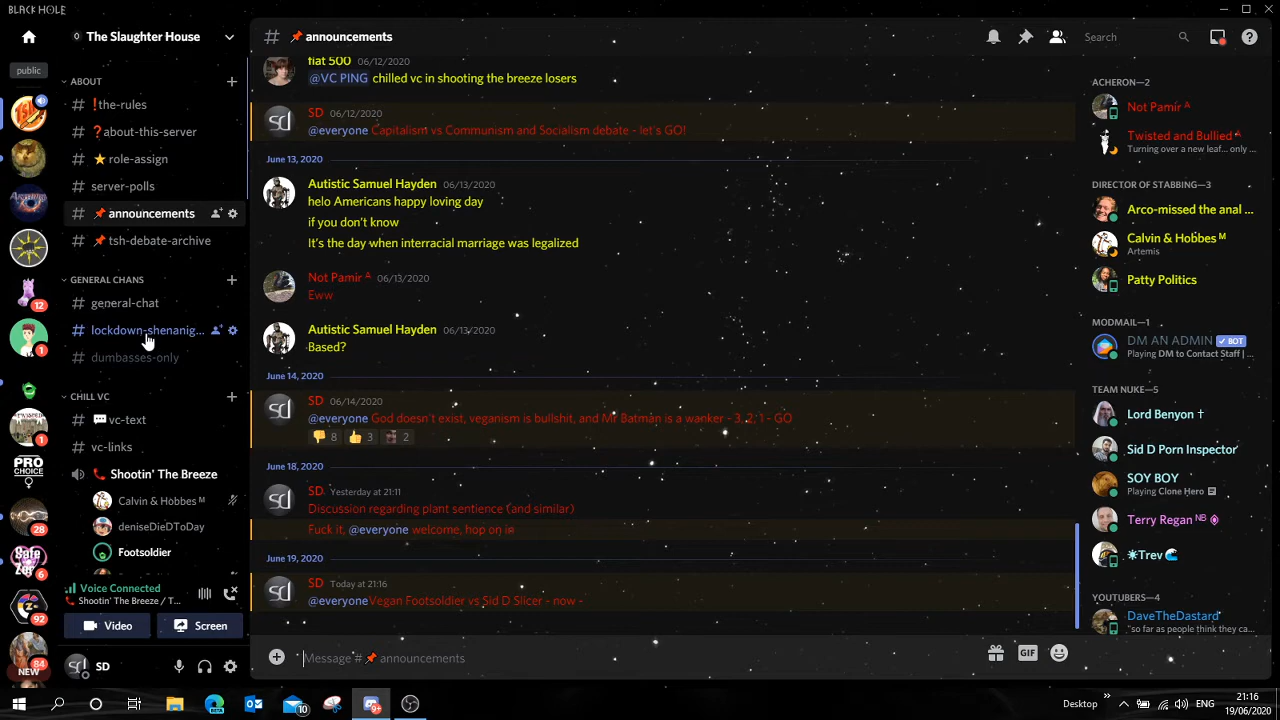 BLACK HOLE
The Slaughter House
public
ABOUT
# ❗the-rules
# ❓about-this-server
# ⭐role-assign
# server-polls
# 📌announcements
# 📌tsh-debate-archive
GENERAL CHANS
# general-chat
# lockdown-shenanig...
# dumbasses-only
CHILL VC
# 💬vc-text
# vc-links
📞Shootin' The Breeze
Calvin & Hobbes ᴹ
deniseDieDToDay
Footsoldier
Voice Connected
📞Shootin' The Breeze / T...
Video
Screen
SD
12
1
1
PRO
CHOICE
28
6
92
84
NEW
# 📌announcements
Search
fiat 500 06/12/2020
@VC PING chilled vc in shooting the breeze losers
SD 06/12/2020
@everyone Capitalism vs Communism and Socialism debate - let's GO!
June 13, 2020
Autistic Samuel Hayden 06/13/2020
helo Americans happy loving day
if you don't know
It's the day when interracial marriage was legalized
Not Pamir ᴬ 06/13/2020
Eww
Autistic Samuel Hayden 06/13/2020
Based?
June 14, 2020
SD 06/14/2020
@everyone God doesn't exist, veganism is bullshit, and Mr Batman is a wanker - 3, 2, 1 - GO
👎 8 👍 3 2
June 18, 2020
SD Yesterday at 21:11
Discussion regarding plant sentience (and similar)
Fuck it, @everyone welcome, hop on in
June 19, 2020
SD Today at 21:16
@everyone Vegan Footsoldier vs Sid D Slicer - now -
Message # 📌announcements
GIF
ACHERON—2
Not Pamir ᴬ
Twisted and Bullied ᴬ
Turning over a new leaf... only ...
DIRECTOR OF STABBING—3
Arco-missed the anal ...
Calvin & Hobbes ᴹ
Artemis
Patty Politics
MODMAIL—1
DM AN ADMIN ✓BOT
Playing DM to Contact Staff | ...
TEAM NUKE—5
Lord Benyon ✝
Sid D Porn Inspector
SOY BOY
Playing Clone Hero
Terry Regan ᴺᴮ
☀Trev 🌊
YOUTUBERS—4
DaveTheDastard
"so far as people think they ca...
10
9+
Desktop
ENG
21:16
19/06/2020